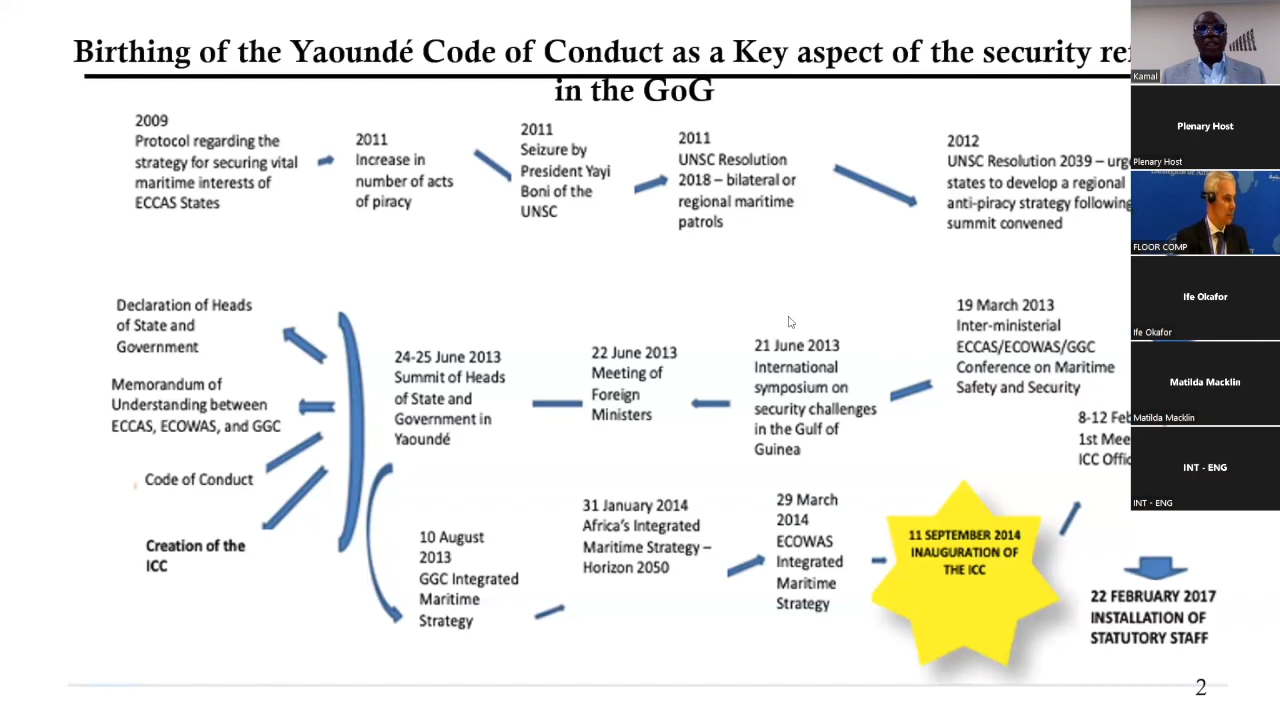 Birthing of the Yaoundé Code of Conduct as a Key aspect of the security
in the GoG
2009
Protocol regarding the
strategy for securing vital
maritime interests of
ECCAS States
2011
Increase in
number of acts
of piracy
2011
Seizure by
President Yayi
Boni of the
UNSC
2011
UNSC Resolution
2018 – bilateral or
regional maritime
patrols
2012
UNSC Resolution 2039 – urg
states to develop a regional
anti-piracy strategy following
summit convened
19 March 2013
Inter-ministerial
ECCAS/ECOWAS/GGC
Conference on Maritime
Safety and Security
21 June 2013
International
symposium on
security challenges
in the Gulf of
Guinea
22 June 2013
Meeting of
Foreign
Ministers
24-25 June 2013
Summit of Heads
of State and
Government in
Yaoundé
Declaration of Heads
of State and
Government
Memorandum of
Understanding between
ECCAS, ECOWAS, and GGC
Code of Conduct
Creation of the
ICC
10 August
2013
GGC Integrated
Maritime
Strategy
31 January 2014
Africa's Integrated
Maritime Strategy –
Horizon 2050
29 March
2014
ECOWAS
Integrated
Maritime
Strategy
11 SEPTEMBER 2014
INAUGURATION OF
THE ICC
8-12 Feb
1st Mee
ICC Offi
22 FEBRUARY 2017
INSTALLATION OF
STATUTORY STAFF
2
Kamal
Plenary Host
Plenary Host
FLOOR COMP
Ife Okafor
Ife Okafor
Matilda Macklin
Matilda Macklin
INT - ENG
INT - ENG